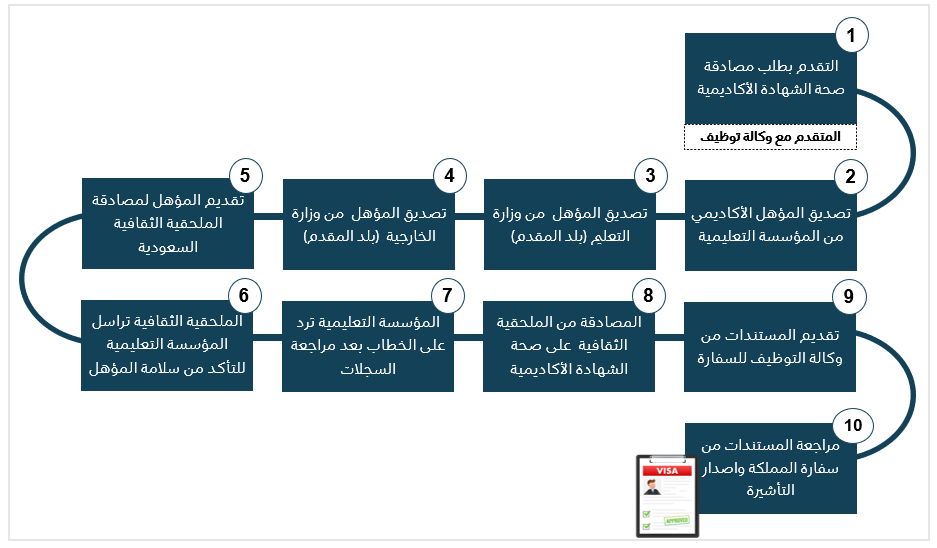 1
التقدم بطلب مصادقة
صحة الشهادة الأكاديمية
المتقدم مع وكالة توظيف
2
تصديق المؤهل الأكاديمي
من المؤسسة التعليمية
3
تصديق المؤهل من وزارة
التعليم (بلد المقدم)
4
تصديق المؤهل من وزارة
الخارجية (بلد المقدم)
5
تقديم المؤهل لمصادقة
الملحقية الثقافية
السعودية
6
الملحقية الثقافية تراسل
المؤسسة التعليمية
للتأكد من سلامة المؤهل
7
المؤسسة التعليمية ترد
على الخطاب بعد مراجعة
السجلات
8
المصادقة من الملحقية
الثقافية على صحة
الشهادة الأكاديمية
9
تقديم المستندات من
وكالة التوظيف للسفارة
10
مراجعة المستندات من
سفارة المملكة واصدار
التأشيرة
VISA
APPROVED